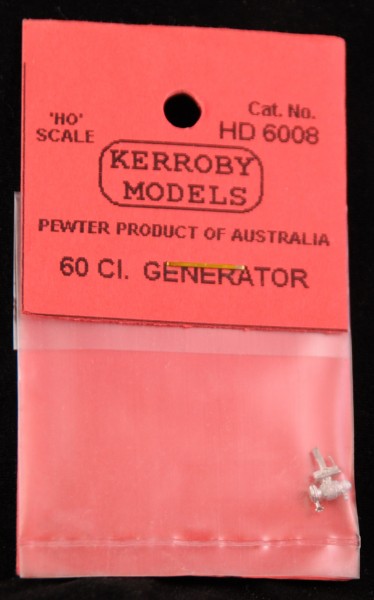 'HO'
SCALE
Cat. No.
HD 6008
KERROBY
MODELS
PEWTER PRODUCT OF AUSTRALIA
60 Cl. GENERATOR